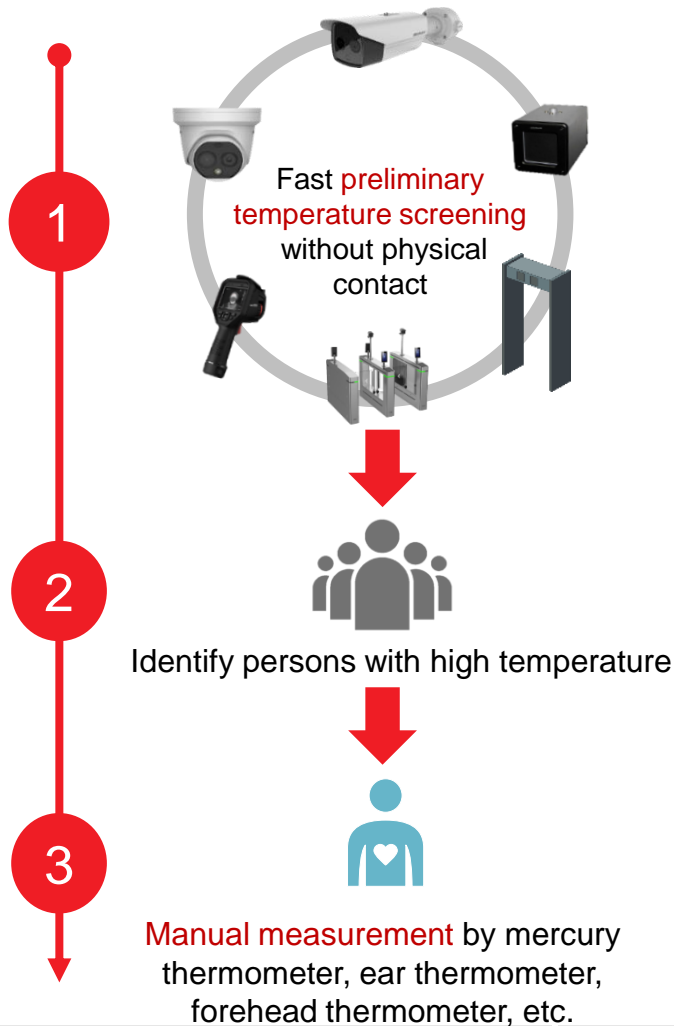 1
Fast preliminary
temperature screening
without physical
contact
2
Identify persons with high temperature
3
Manual measurement by mercury
thermometer, ear thermometer,
forehead thermometer, etc.